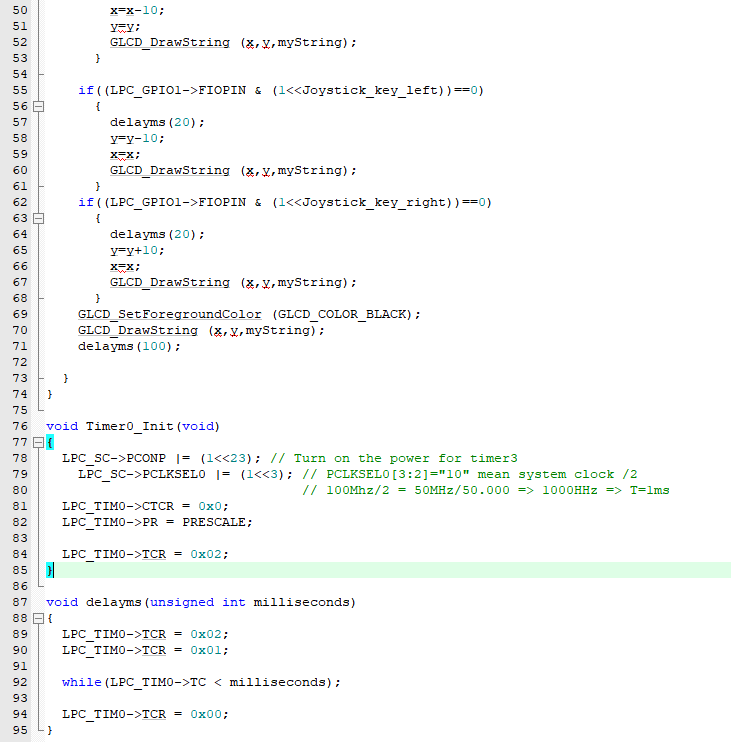 50 x=x-10;
51 y=y;
52 GLCD_DrawString (x,y,myString);
53 }
54
55 if((LPC_GPIO1->FIOPIN & (1<<Joystick_key_left))==0)
56 {
57 delayms(20);
58 y=y-10;
59 x=x;
60 GLCD_DrawString (x,y,myString);
61 }
62 if((LPC_GPIO1->FIOPIN & (1<<Joystick_key_right))==0)
63 {
64 delayms(20);
65 y=y+10;
66 x=x;
67 GLCD_DrawString (x,y,myString);
68 }
69 GLCD_SetForegroundColor (GLCD_COLOR_BLACK);
70 GLCD_DrawString (x,y,myString);
71 delayms(100);
72
73 }
74 }
75
76 void Timer0_Init(void)
77 {
78 LPC_SC->PCONP |= (1<<23); // Turn on the power for timer3
79 LPC_SC->PCLKSEL0 |= (1<<3); // PCLKSEL0[3:2]="10" mean system clock /2
80 // 100Mhz/2 = 50MHz/50.000 => 1000HHz => T=1ms
81 LPC_TIM0->CTCR = 0x0;
82 LPC_TIM0->PR = PRESCALE;
83
84 LPC_TIM0->TCR = 0x02;
85 }
86
87 void delayms(unsigned int milliseconds)
88 {
89 LPC_TIM0->TCR = 0x02;
90 LPC_TIM0->TCR = 0x01;
91
92 while(LPC_TIM0->TC < milliseconds);
93
94 LPC_TIM0->TCR = 0x00;
95 }